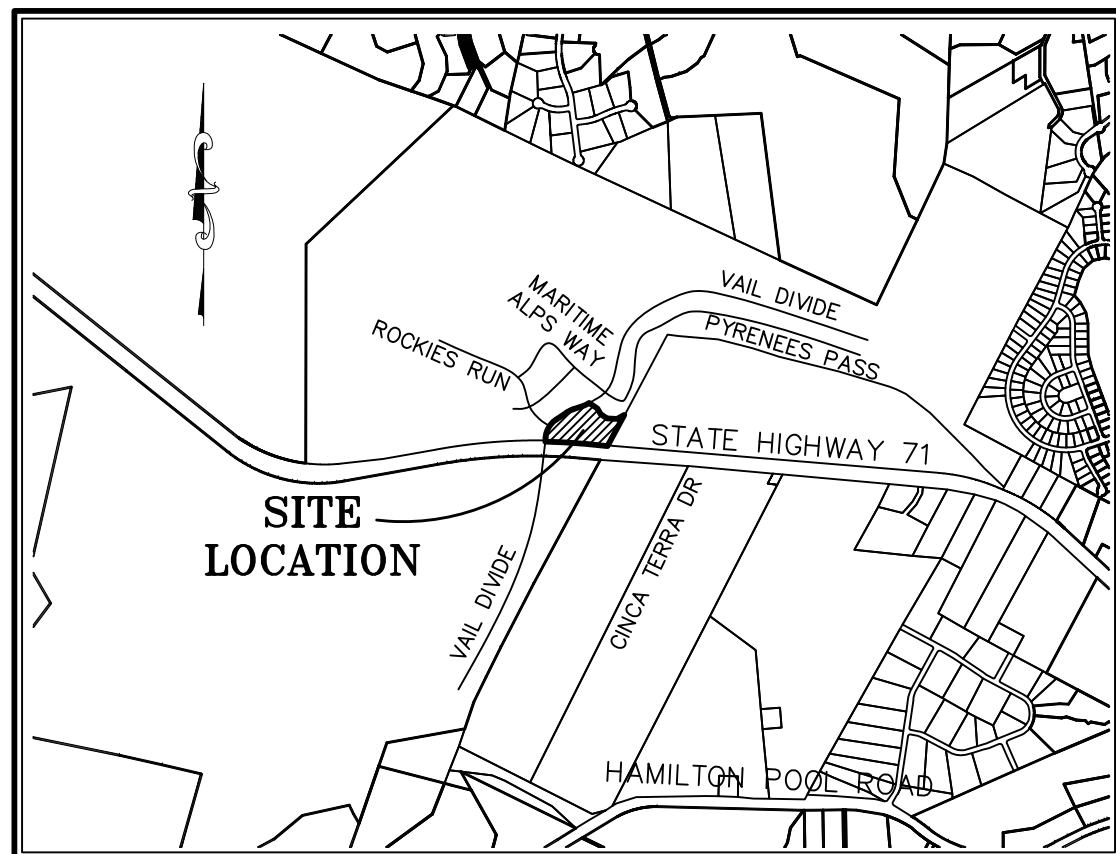 VAIL DIVIDE
MARITIME
ALPS WAY
PYRENEES PASS
ROCKIES RUN
STATE HIGHWAY 71
SITE
LOCATION
CINCA TERRA DR
VAIL DIVIDE
HAMILTON POOL ROAD